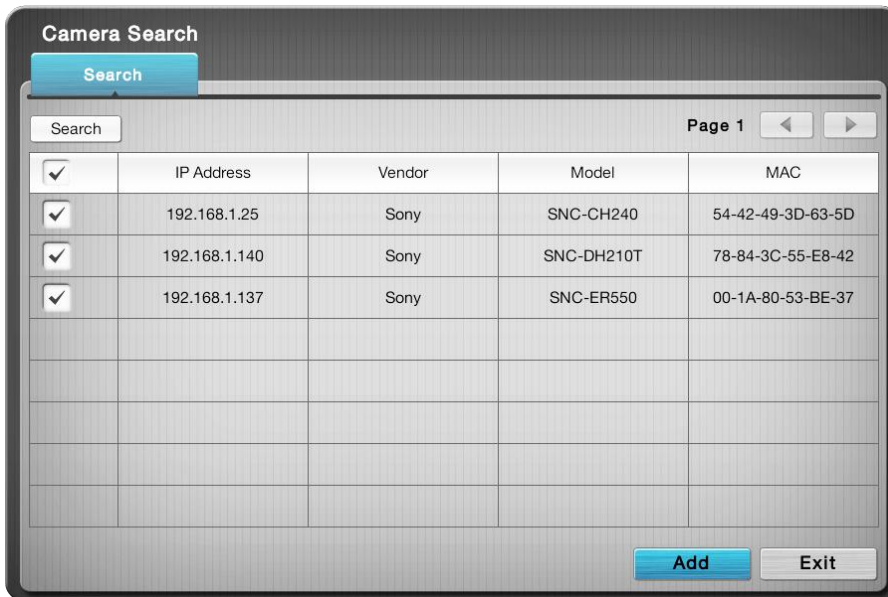 Camera Search
Search
Search Page 1
IP Address Vendor Model MAC
192.168.1.25 Sony SNC-CH240 54-42-49-3D-63-5D
192.168.1.140 Sony SNC-DH210T 78-84-3C-55-E8-42
192.168.1.137 Sony SNC-ER550 00-1A-80-53-BE-37
Add Exit